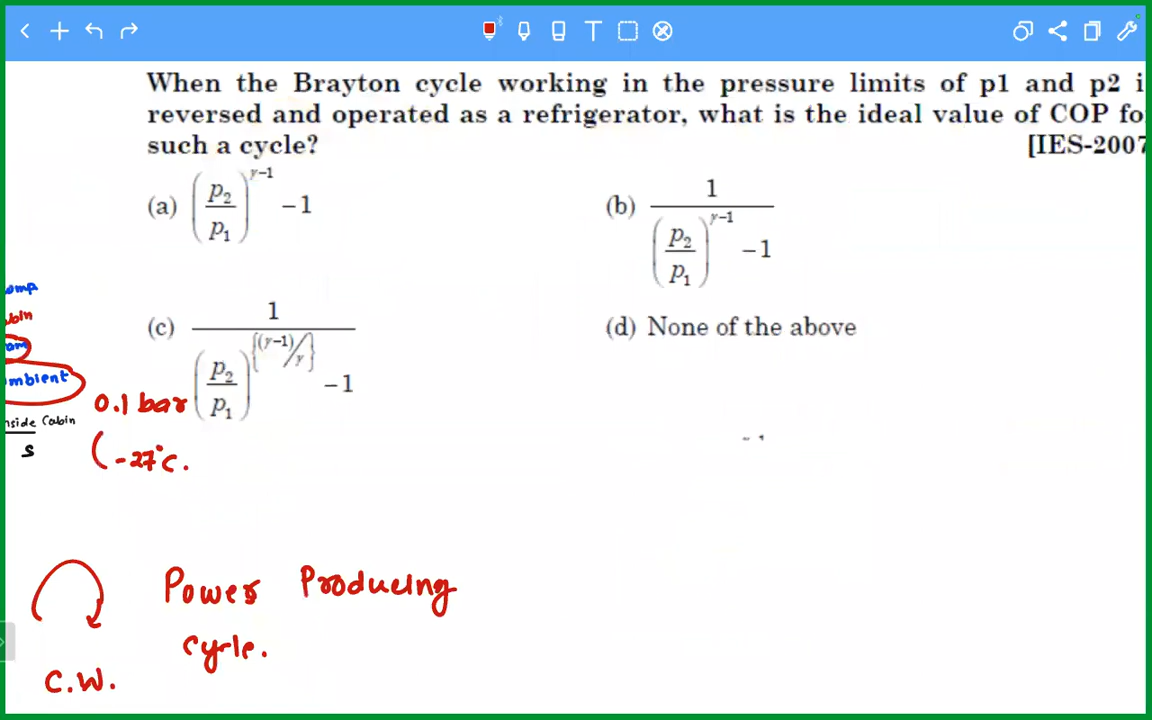 When the Brayton cycle working in the pressure limits of p1 and p2 i
reversed and operated as a refrigerator, what is the ideal value of COP fo
such a cycle? [IES-2007
(a) (p₂/p₁)^(γ−1) − 1
(b) 1/((p₂/p₁)^(γ−1) − 1)
(c) 1/((p₂/p₁)^{(γ−1)/γ} − 1)
(d) None of the above
omp
bin
om
mbient
nside Cabin
s
0.1 bar
(-27°C.
Power Producing
cycle.
C.W.